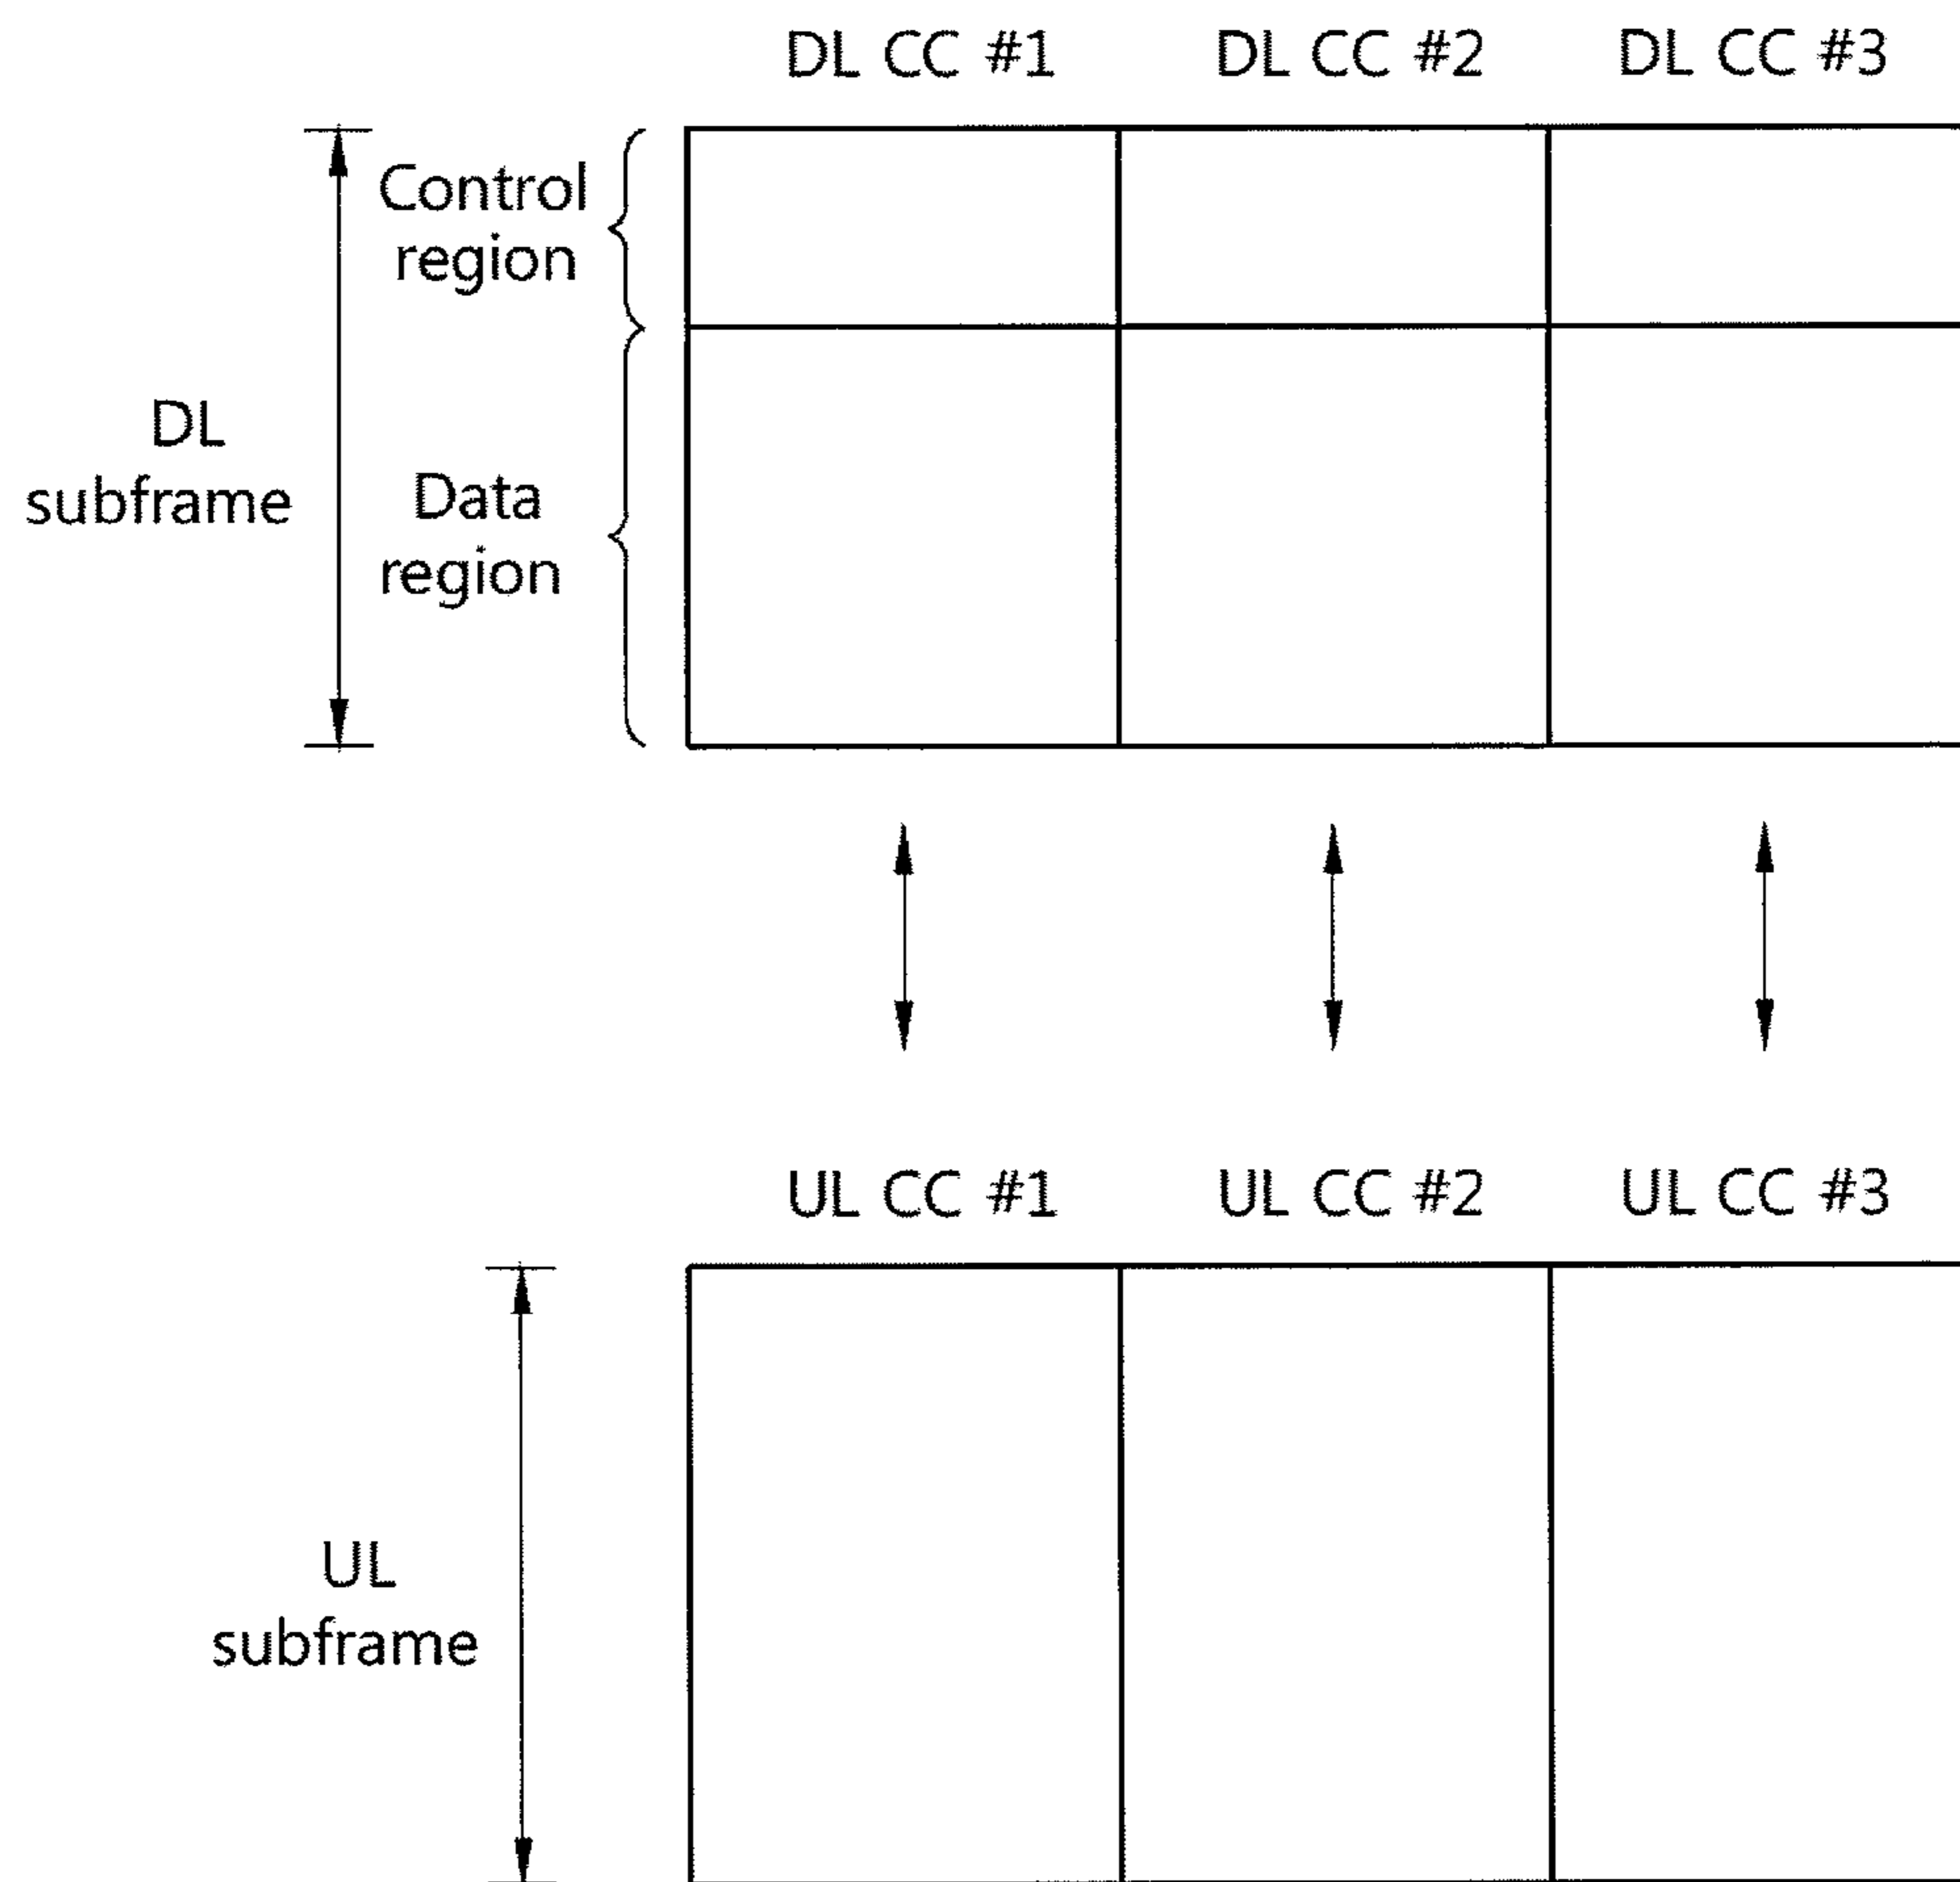 DL CC #1 DL CC #2 DL CC #3
Control
region
DL
subframe
Data
region
UL CC #1 UL CC #2 UL CC #3
UL
subframe